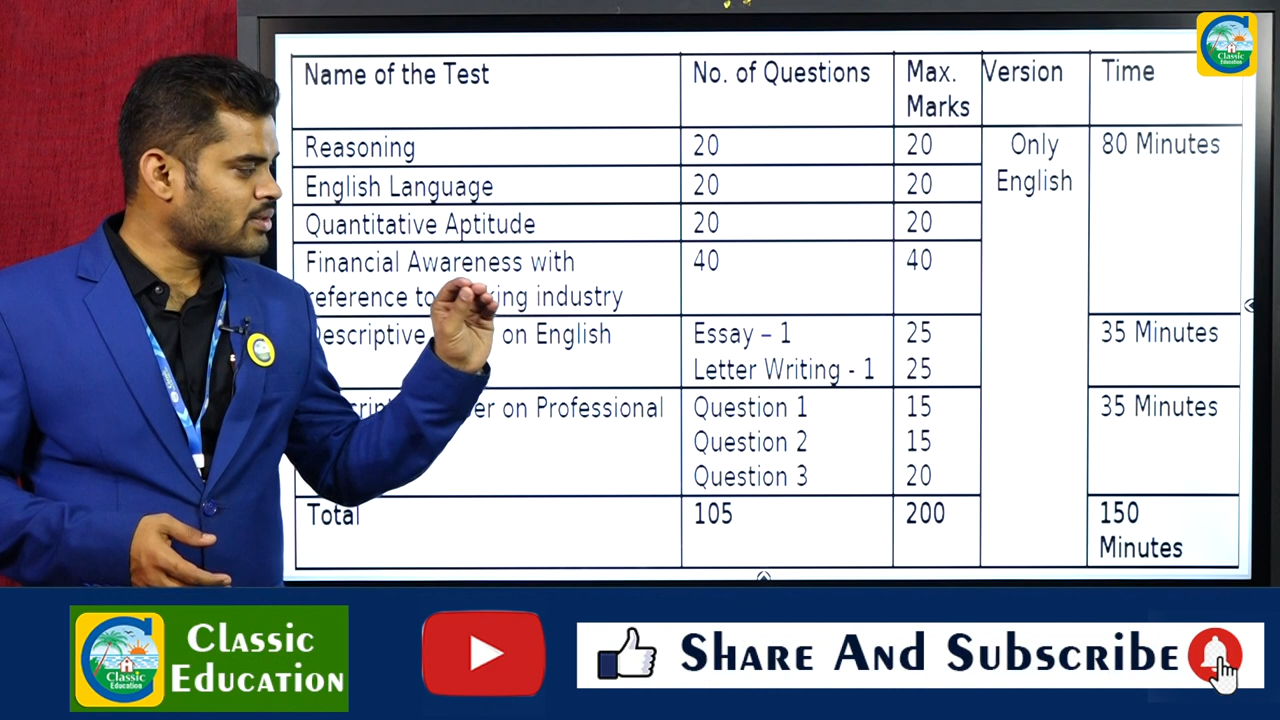 Classic
Education
Name of the Test No. of Questions Max. Marks Version Time
Reasoning 20 20 Only English 80 Minutes
English Language 20 20
Quantitative Aptitude 20 20
Financial Awareness with 40 40
reference to king industry
Descriptive on English Essay – 1 25 35 Minutes
Letter Writing - 1 25
on Professional Question 1 15 35 Minutes
Question 2 15
Question 3 20
Total 105 200 150
Minutes
Classic
Education
Classic
Education
Share And Subscribe